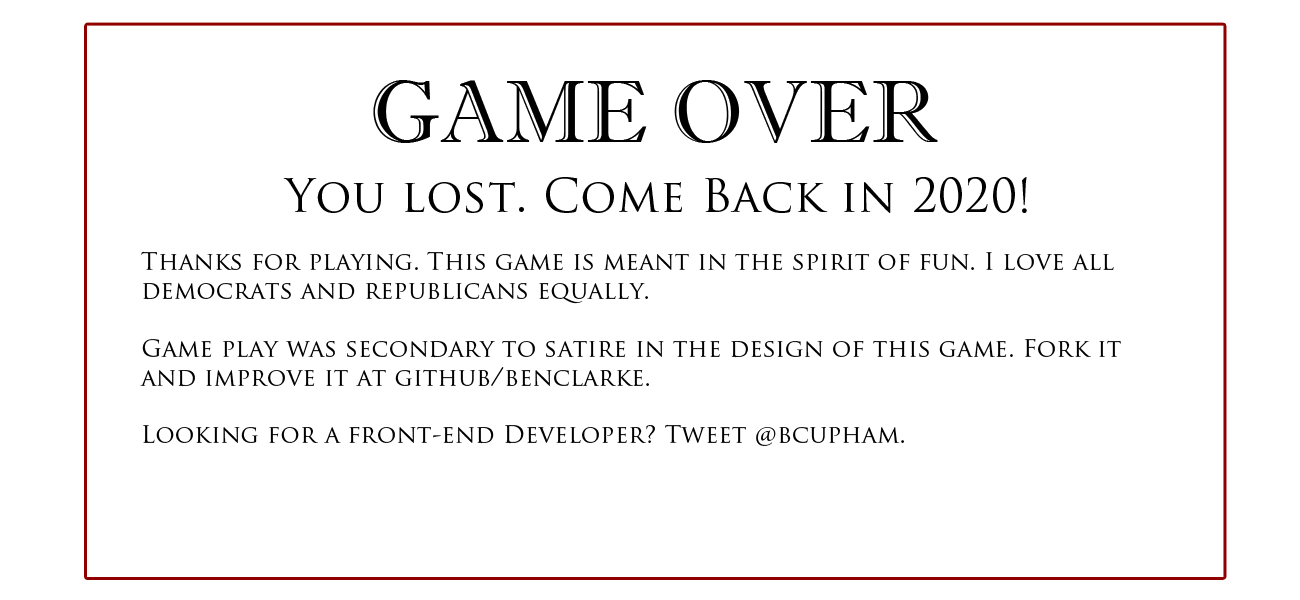 GAME OVER
You lost. Come Back in 2020!
Thanks for playing. This game is meant in the spirit of fun. I love all
democrats and republicans equally.
Game play was secondary to satire in the design of this game. Fork it
and improve it at github/benclarke.
Looking for a front-end Developer? Tweet @bcupham.